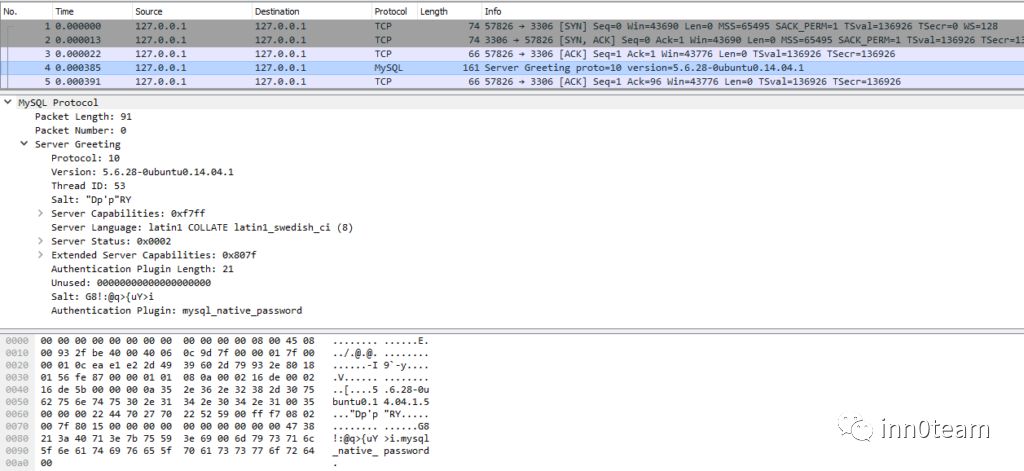 No. Time Source Destination Protocol Length Info
1 0.000000 127.0.0.1 127.0.0.1 TCP 74 57826 → 3306 [SYN] Seq=0 Win=43690 Len=0 MSS=65495 SACK_PERM=1 TSval=136926 TSecr=0 WS=128
2 0.000013 127.0.0.1 127.0.0.1 TCP 74 3306 → 57826 [SYN, ACK] Seq=0 Ack=1 Win=43690 Len=0 MSS=65495 SACK_PERM=1 TSval=136926 TSecr=13
3 0.000022 127.0.0.1 127.0.0.1 TCP 66 57826 → 3306 [ACK] Seq=1 Ack=1 Win=43776 Len=0 TSval=136926 TSecr=136926
4 0.000385 127.0.0.1 127.0.0.1 MySQL 161 Server Greeting proto=10 version=5.6.28-0ubuntu0.14.04.1
5 0.000391 127.0.0.1 127.0.0.1 TCP 66 57826 → 3306 [ACK] Seq=1 Ack=96 Win=43776 Len=0 TSval=136926 TSecr=136926
MySQL Protocol
Packet Length: 91
Packet Number: 0
Server Greeting
Protocol: 10
Version: 5.6.28-0ubuntu0.14.04.1
Thread ID: 53
Salt: "Dp'p"RY
Server Capabilities: 0xf7ff
Server Language: latin1 COLLATE latin1_swedish_ci (8)
Server Status: 0x0002
Extended Server Capabilities: 0x807f
Authentication Plugin Length: 21
Unused: 00000000000000000000
Salt: G8!:@q>{uY>i
Authentication Plugin: mysql_native_password
0000 00 00 00 00 00 00 00 00 00 00 00 00 08 00 45 08 ........ ......E.
0010 00 93 2f be 40 00 40 06 0c 9d 7f 00 00 01 7f 00 ../.@.@. ........
0020 00 01 0c ea e1 e2 2d 49 39 60 2d 79 93 2e 80 18 ......-I 9`-y....
0030 01 56 fe 87 00 00 01 01 08 0a 00 02 16 de 00 02 .V...... ........
0040 16 de 5b 00 00 00 0a 35 2e 36 2e 32 38 2d 30 75 ..[....5 .6.28-0u
0050 62 75 6e 74 75 30 2e 31 34 2e 30 34 2e 31 00 35 buntu0.1 4.04.1.5
0060 00 00 00 22 44 70 27 70 22 52 59 00 ff f7 08 02 ..."Dp'p "RY.....
0070 00 7f 80 15 00 00 00 00 00 00 00 00 00 00 47 38 ........ ......G8
0080 21 3a 40 71 3e 7b 75 59 3e 69 00 6d 79 73 71 6c !:@q>{uY >i.mysql
0090 5f 6e 61 74 69 76 65 5f 70 61 73 73 77 6f 72 64 _native_ password
00a0 00 .
inn0team